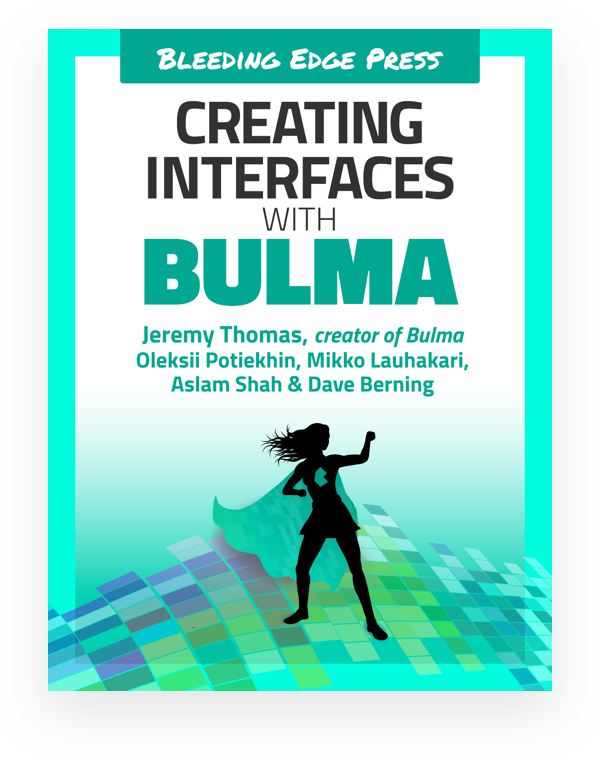 Bleeding Edge Press
CREATING
INTERFACES
WITH
BULMA
Jeremy Thomas, creator of Bulma
Oleksii Potiekhin, Mikko Lauhakari,
Aslam Shah & Dave Berning